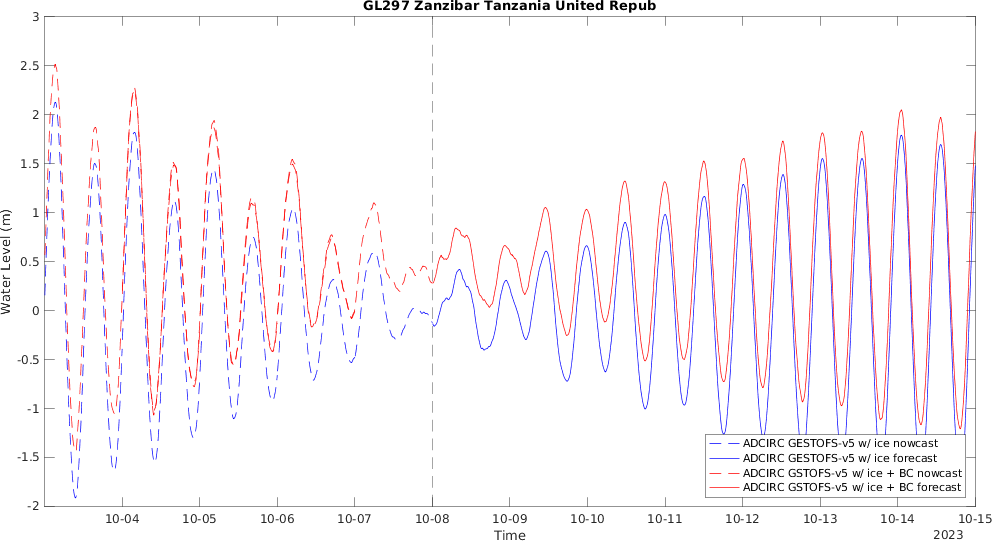 GL297 Zanzibar Tanzania United Repub
3
2.5
2
1.5
1
0.5
0
-0.5
-1
-1.5
-2
Water Level (m)
ADCIRC GESTOFS-v5 w/ ice nowcast
ADCIRC GESTOFS-v5 w/ ice forecast
ADCIRC GSTOFS-v5 w/ ice + BC nowcast
ADCIRC GSTOFS-v5 w/ ice + BC forecast
10-04 10-05 10-06 10-07 10-08 10-09 10-10 10-11 10-12 10-13 10-14 10-15
Time
2023